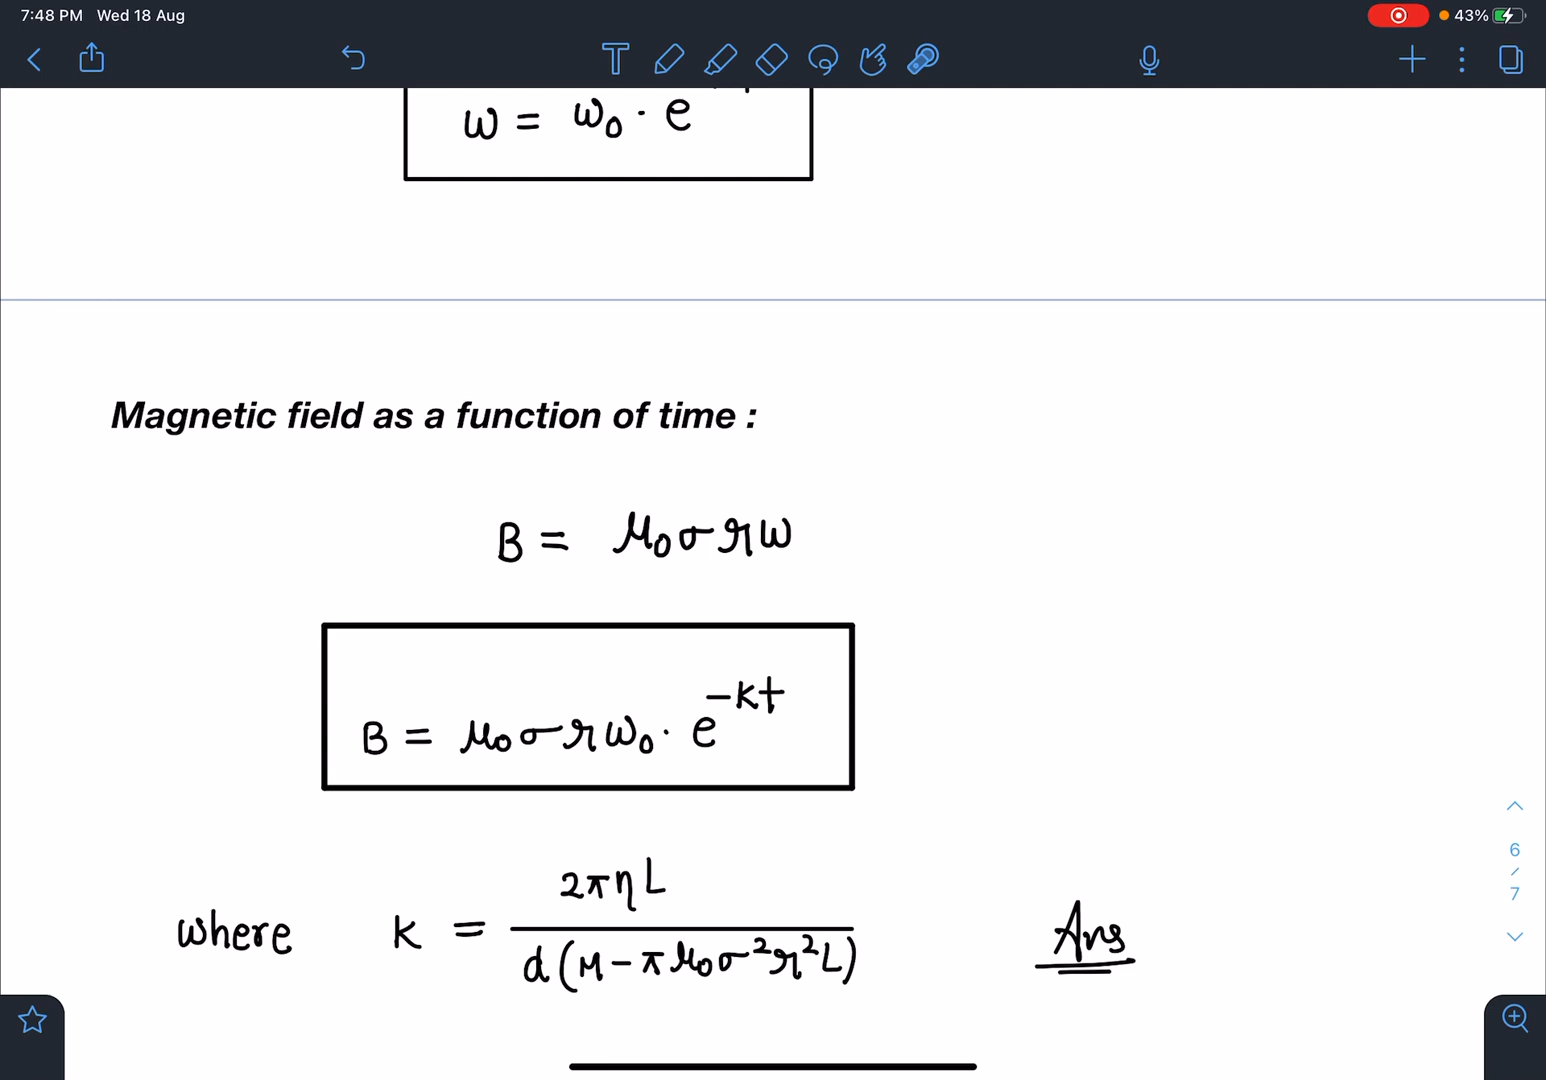 7:48 PM Wed 18 Aug
43%
ω = ω₀ · e
Magnetic field as a function of time :
B = μ₀σrω
B = μ₀σrω₀ · e^-kt
where k = 2πηL / d(M - πμ₀σ²r²L)
Ans
6
/
7